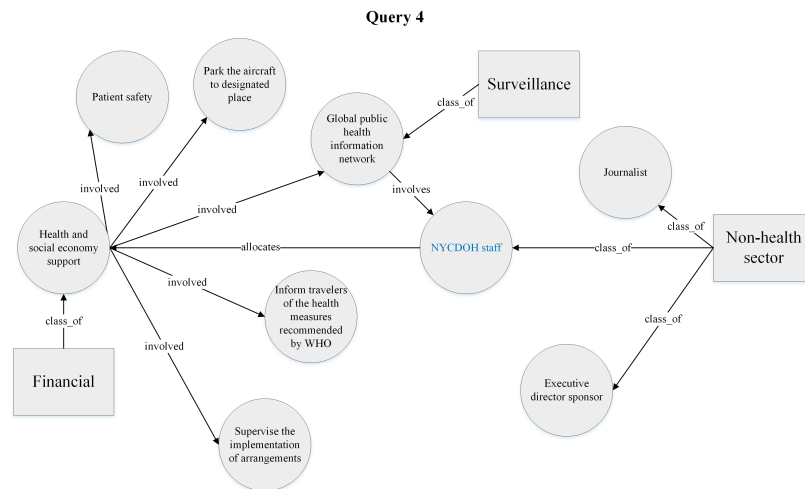 Query 4
Patient safety
Park the aircraft
to designated
place
Surveillance
Global public
health
information
network
class_of
Journalist
involved
involved
involves
involved
Health and
social economy
support
allocates
NYCDOH staff
class_of
class_of
Non-health
sector
involved
Inform travelers
of the health
measures
recommended
by WHO
class_of
class_of
involved
Financial
Executive
director sponsor
Supervise the
implementation
of arrangements